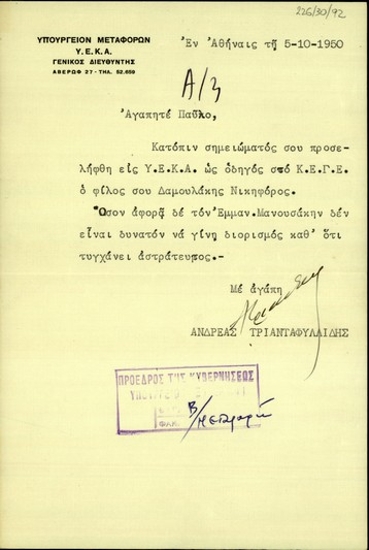 226/30/92
ΥΠΟΥΡΓΕΙΟΝ ΜΕΤΑΦΟΡΩΝ
Υ.Ε.Κ.Α.
ΓΕΝΙΚΟΣ ΔΙΕΥΘΥΝΤΗΣ
ΑΒΕΡΩΦ 27 - ΤΗΛ. 52.859
Ἐν Ἀθήναις τῇ 5-10-1950
Α/3
Ἀγαπητέ Παῦλο,
Κατόπιν σημειώματός σου προσε-
λήφθη εἰς Υ.Ε.Κ.Α. ὡς ὁδηγός στό Κ.Ε.Γ.Ε.
ὁ φίλος σου Δαμουλάκης Νικηφόρος.
Ὅσον ἀφορᾶ δέ τόν Ἐμμαν. Μανουσάκην δέν
εἶναι δυνατόν νά γίνῃ διορισμός καθ' ὅτι
τυγχάνει ἀστράτευτος.-
Μέ ἀγάπη
ΑΝΔΡΕΑΣ ΤΡΙΑΝΤΑΦΥΛΛΙΔΗΣ
ΠΡΟΕΔΡΟΣ ΤΗΣ ΚΥΒΕΡΝΗΣΕΩΣ
Β/